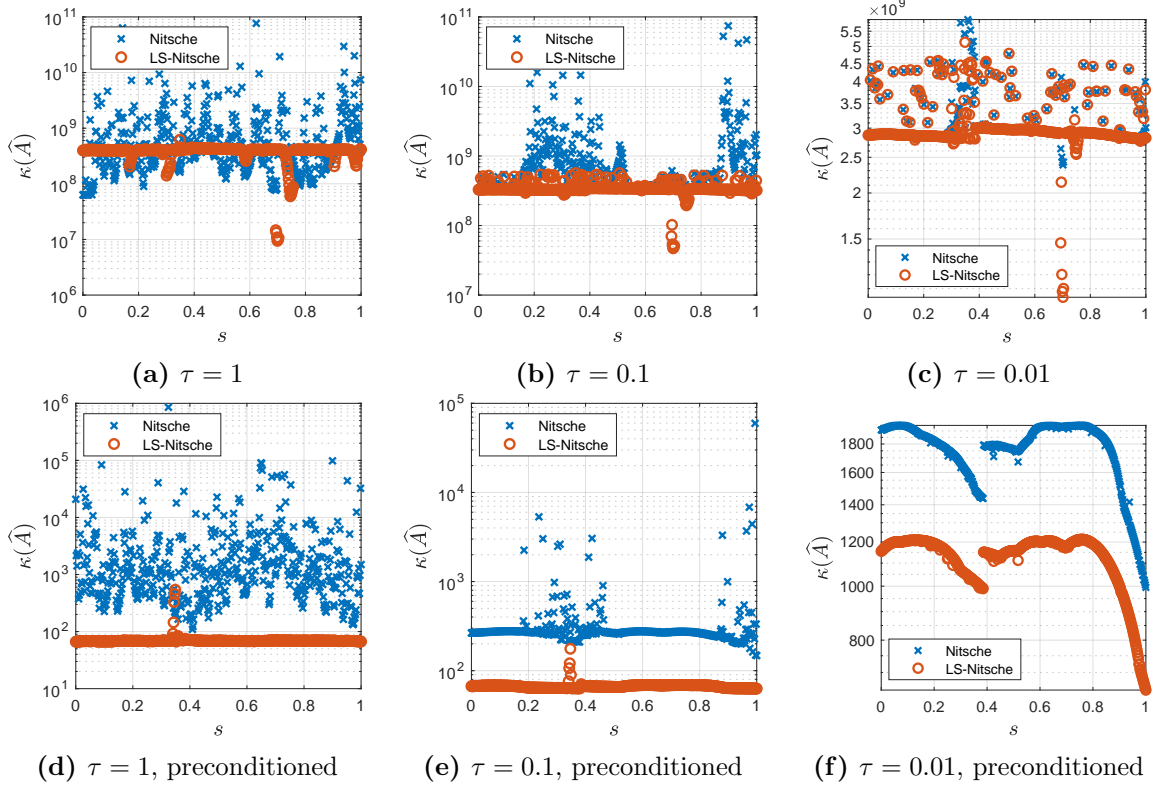 10^11
10^10
10^9
10^8
10^7
10^6
κ(Â)
Nitsche
LS-Nitsche
0 0.2 0.4 0.6 0.8 1
s
(a) τ = 1
10^11
10^10
10^9
10^8
10^7
κ(Â)
Nitsche
LS-Nitsche
0 0.2 0.4 0.6 0.8 1
s
(b) τ = 0.1
×10^9
5.5
5
4.5
4
3.5
3
2.5
2
1.5
κ(Â)
Nitsche
LS-Nitsche
0 0.2 0.4 0.6 0.8 1
s
(c) τ = 0.01
10^6
10^5
10^4
10^3
10^2
10^1
κ(Â)
Nitsche
LS-Nitsche
0 0.2 0.4 0.6 0.8 1
s
(d) τ = 1, preconditioned
10^5
10^4
10^3
10^2
κ(Â)
Nitsche
LS-Nitsche
0 0.2 0.4 0.6 0.8 1
s
(e) τ = 0.1, preconditioned
1800
1600
1400
1200
1000
800
κ(Â)
Nitsche
LS-Nitsche
0 0.2 0.4 0.6 0.8 1
s
(f) τ = 0.01, preconditioned